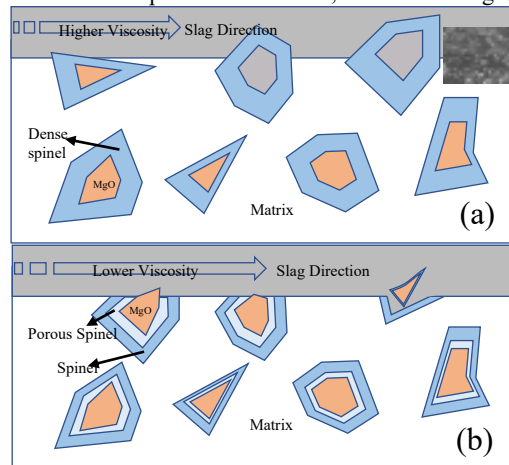 Higher Viscosity Slag Direction
Dense
spinel
MgO
Matrix
(a)
Lower Viscosity Slag Direction
MgO
Porous Spinel
Spinel
Matrix
(b)